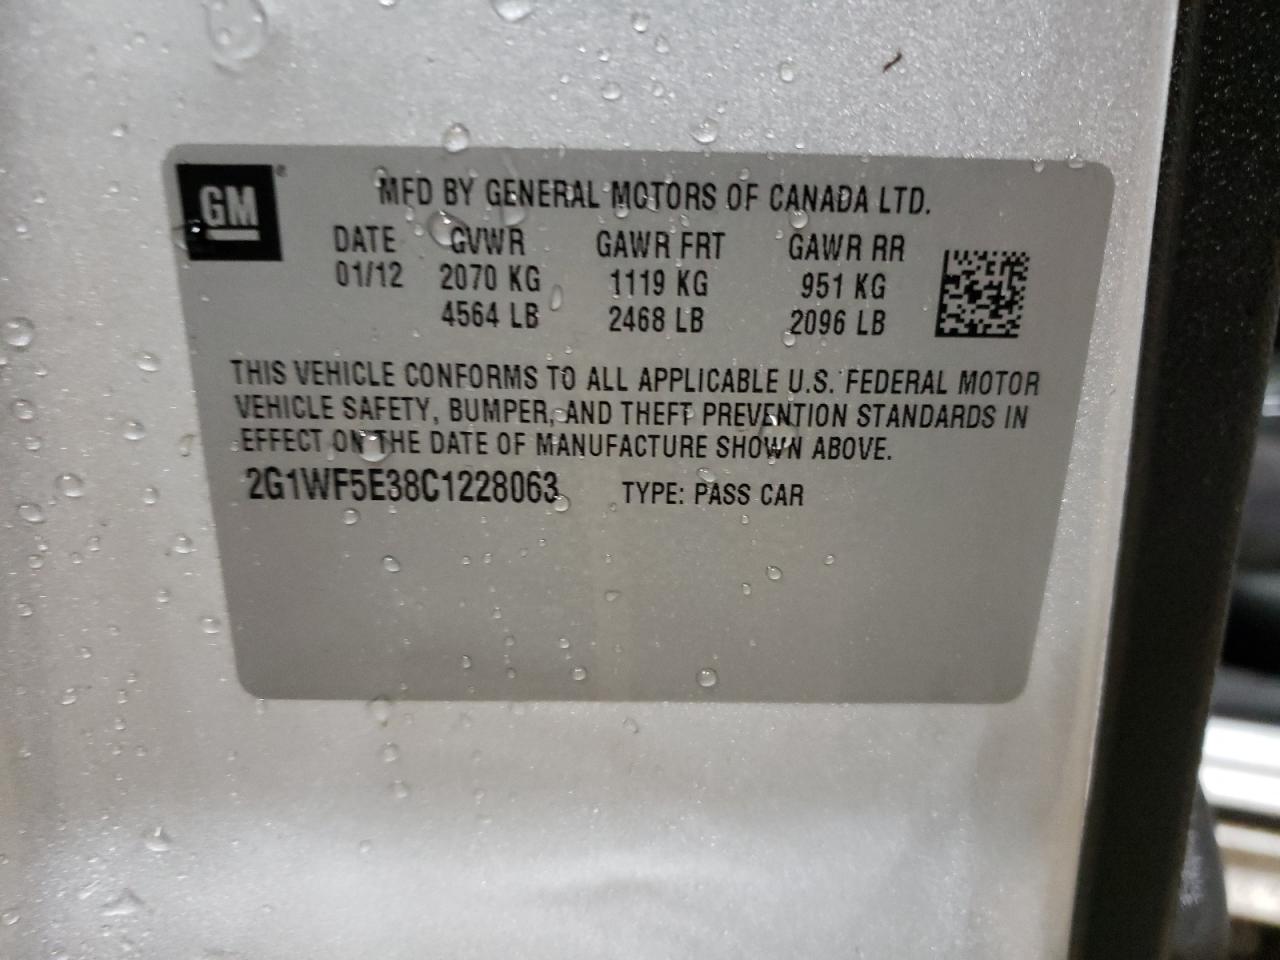 GM®
MFD BY GENERAL MOTORS OF CANADA LTD.
DATE GVWR GAWR FRT GAWR RR
01/12 2070 KG 1119 KG 951 KG
4564 LB 2468 LB 2096 LB
THIS VEHICLE CONFORMS TO ALL APPLICABLE U.S. FEDERAL MOTOR
VEHICLE SAFETY, BUMPER, AND THEFT PREVENTION STANDARDS IN
EFFECT ON THE DATE OF MANUFACTURE SHOWN ABOVE.
2G1WF5E38C1228063 TYPE: PASS CAR